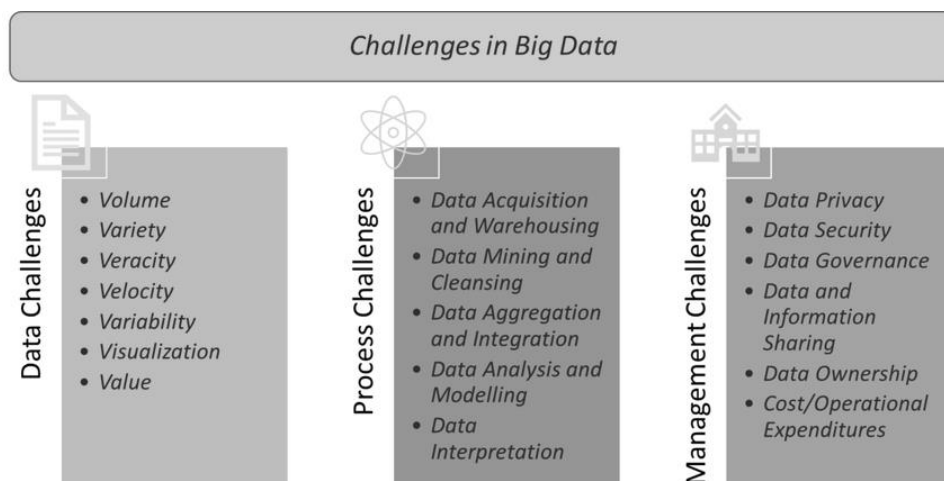 Challenges in Big Data
Data Challenges
• Volume
• Variety
• Veracity
• Velocity
• Variability
• Visualization
• Value
Process Challenges
• Data Acquisition
and Warehousing
• Data Mining and
Cleansing
• Data Aggregation
and Integration
• Data Analysis and
Modelling
• Data
Interpretation
Management Challenges
• Data Privacy
• Data Security
• Data Governance
• Data and
Information
Sharing
• Data Ownership
• Cost/Operational
Expenditures